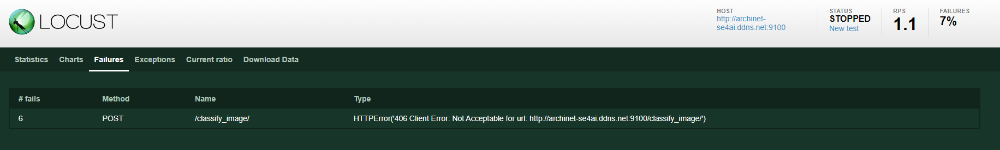 LOCUST
HOST
http://archinet-
se4ai.ddns.net:9100
STATUS
STOPPED
New test
RPS
1.1
FAILURES
7%
Statistics Charts Failures Exceptions Current ratio Download Data
# fails Method Name Type
6 POST /classify_image/ HTTPError('406 Client Error: Not Acceptable for url: http://archinet-se4ai.ddns.net:9100/classify_image/')